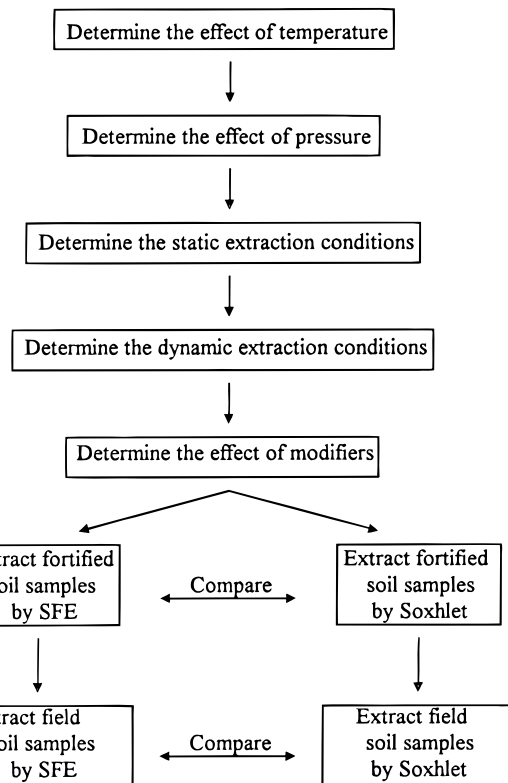 Determine the effect of temperature
Determine the effect of pressure
Determine the static extraction conditions
Determine the dynamic extraction conditions
Determine the effect of modifiers
tract fortified
oil samples
by SFE
Compare
Extract fortified
soil samples
by Soxhlet
ract field
oil samples
by SFE
Compare
Extract field
soil samples
by Soxhlet